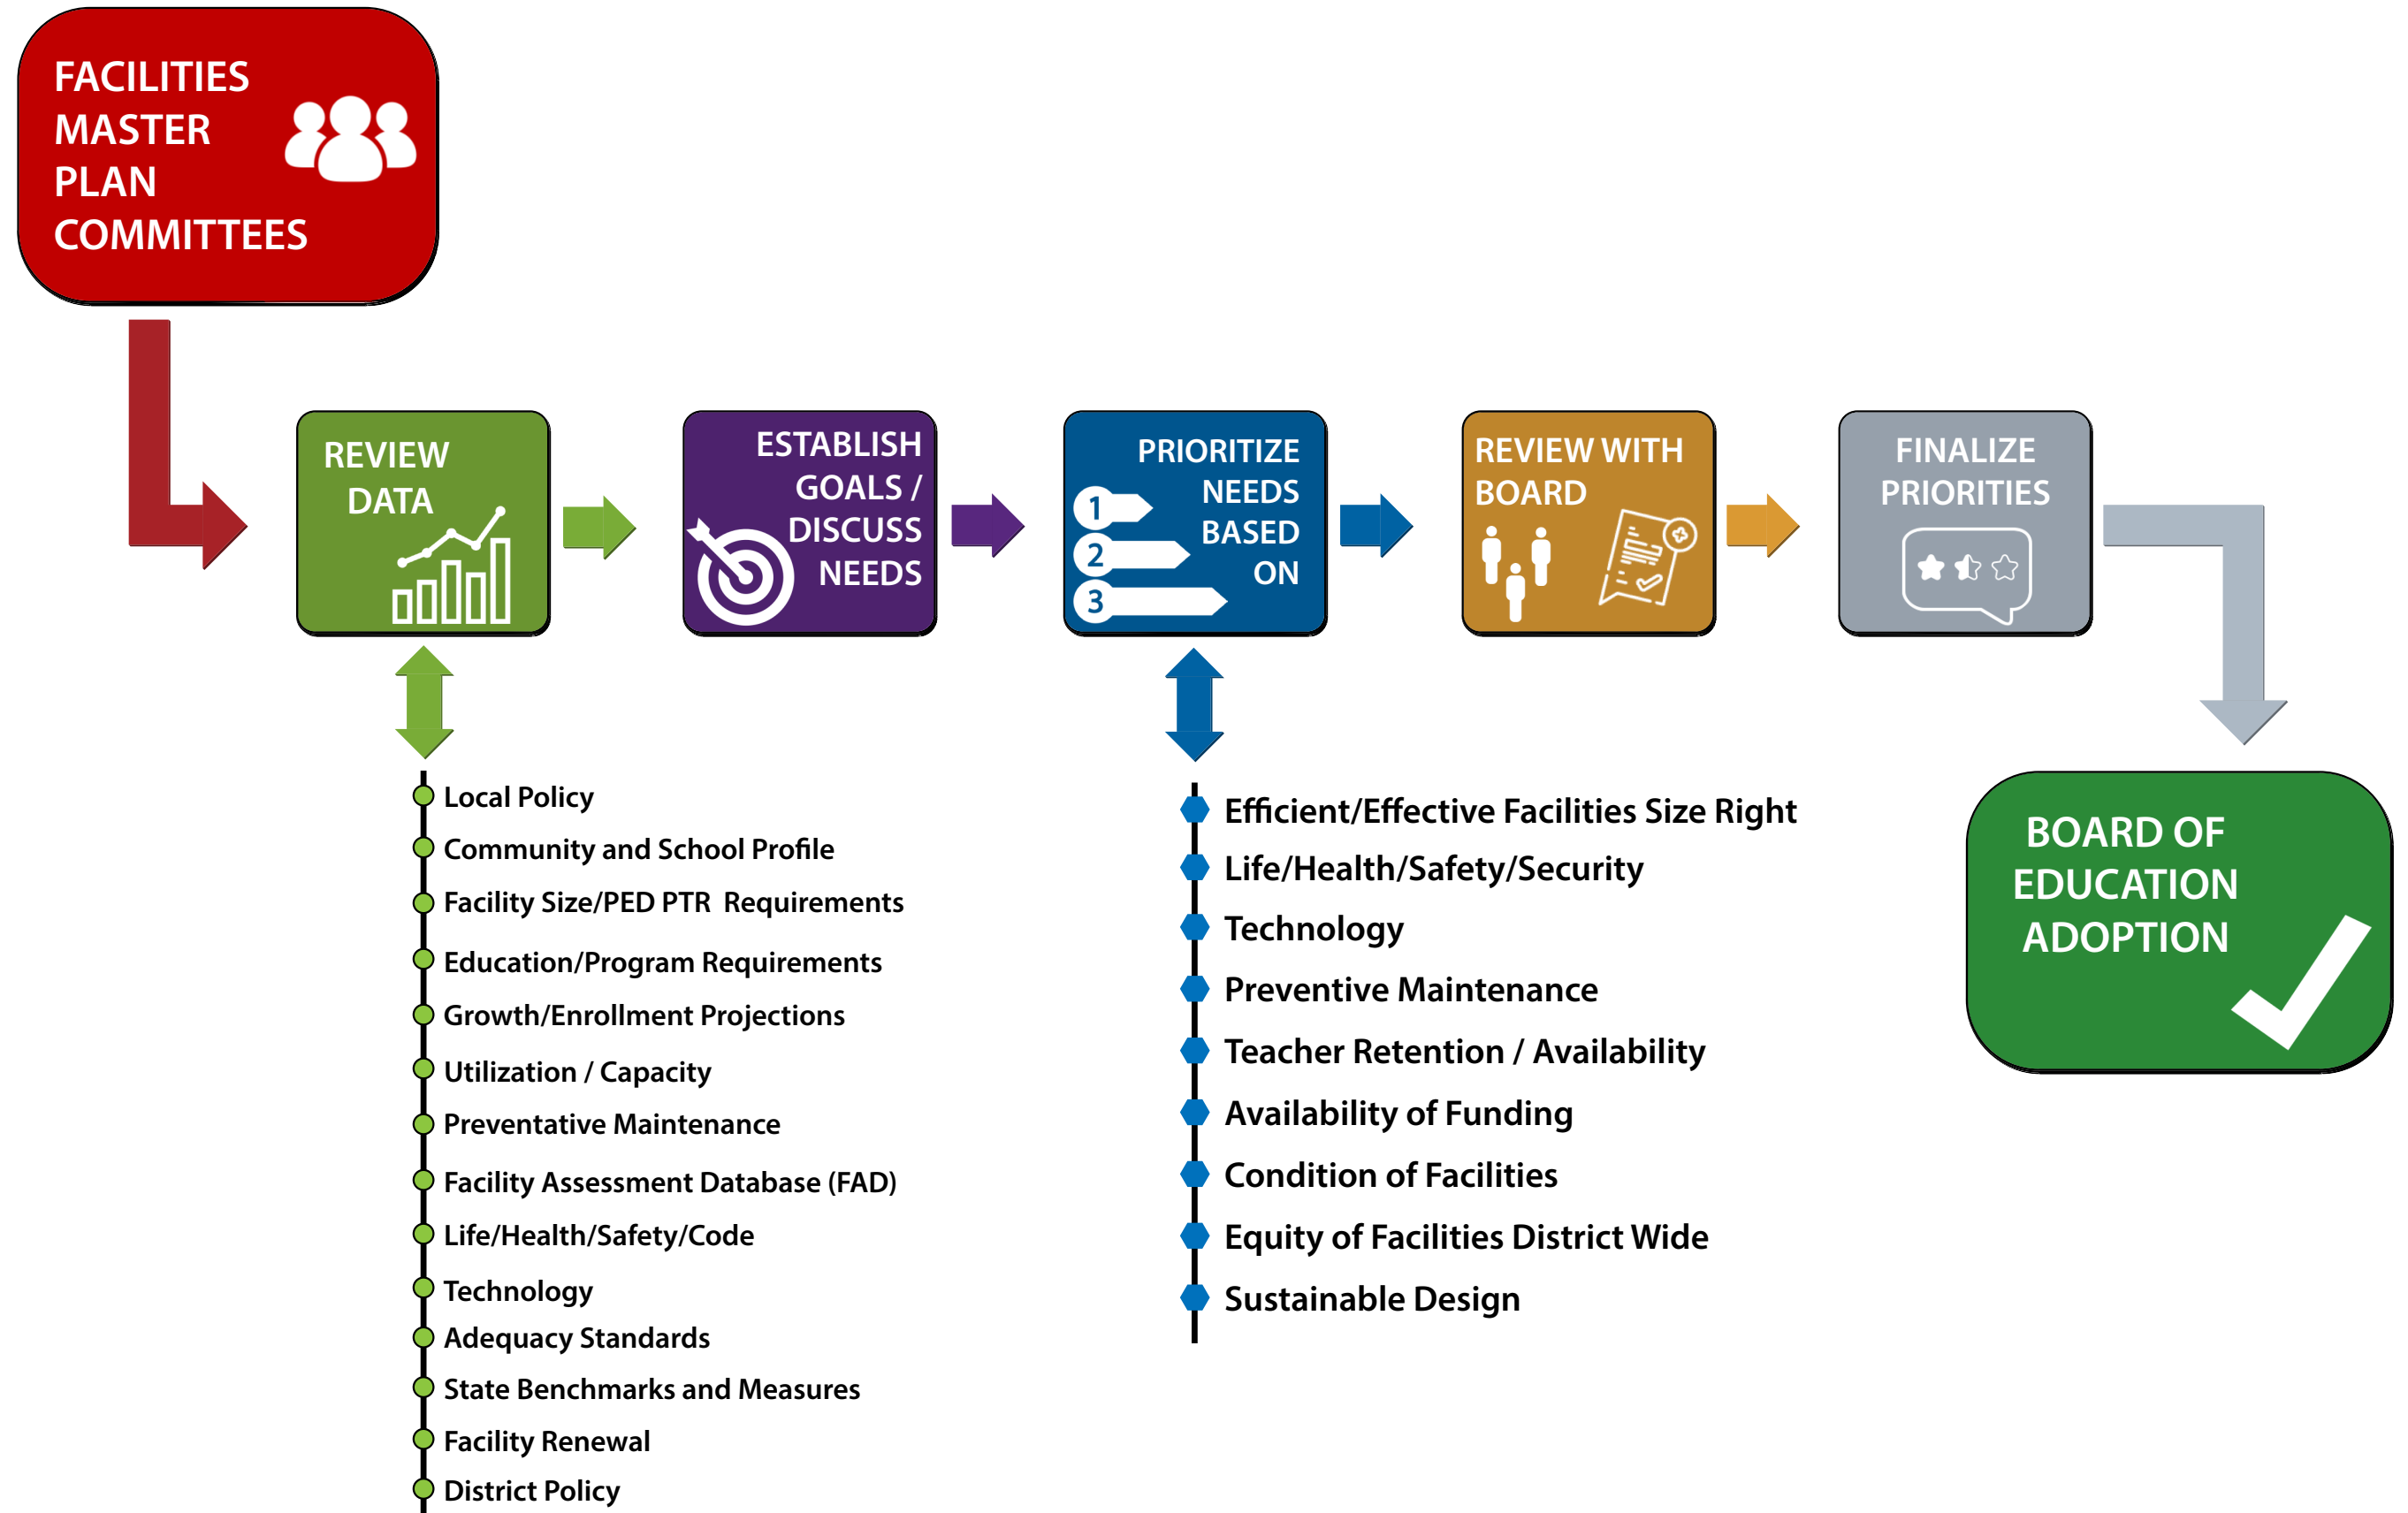 FACILITIES
MASTER
PLAN
COMMITTEES
REVIEW
DATA
ESTABLISH
GOALS /
DISCUSS
NEEDS
PRIORITIZE
NEEDS
BASED
ON
1
2
3
REVIEW WITH
BOARD
FINALIZE
PRIORITIES
Local Policy
Community and School Profile
Facility Size/PED PTR Requirements
Education/Program Requirements
Growth/Enrollment Projections
Utilization / Capacity
Preventative Maintenance
Facility Assessment Database (FAD)
Life/Health/Safety/Code
Technology
Adequacy Standards
State Benchmarks and Measures
Facility Renewal
District Policy
Efficient/Effective Facilities Size Right
Life/Health/Safety/Security
Technology
Preventive Maintenance
Teacher Retention / Availability
Availability of Funding
Condition of Facilities
Equity of Facilities District Wide
Sustainable Design
BOARD OF
EDUCATION
ADOPTION